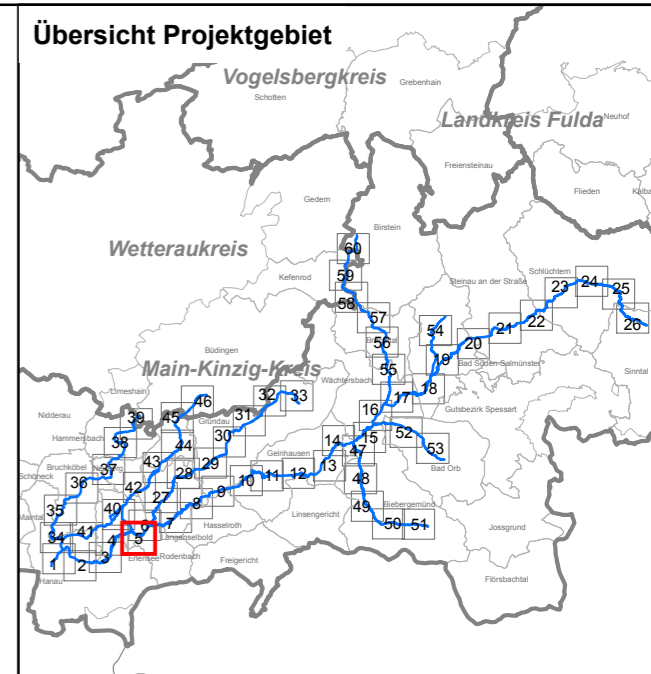 Übersicht Projektgebiet
Vogelsbergkreis
Grebenhain
Schotten
Landkreis Fulda
Neuhof
Freiensteinau
Flieden
Gedern
Birstein
Wetteraukreis
60
Kefenrod
59
Steinau an der Straße
Schlüchtern
23
24
25
58
57
54
22
26
21
56
20
Büdingen
Main-Kinzig-Kreis
19
Bad Soden-Salmünster
Sinntal
Limeshain
Wächtersbach
55
46
32
33
18
17
Gutsbezirk Spessart
Nidderau
39
45
31
16
Hammersbach
38
Gründau
30
14
15
52
44
47
53
Bruchköbel
37
43
29
Gelnhausen
13
Bad Orb
Schöneck
36
28
10
11
12
48
42
9
Linsengericht
35
27
8
49
Biebergemünd
Maintal
40
50
51
Jossgrund
41
6
7
Hasselroth
34
4
5
Langenselbold
Erlensee
Rodenbach
Freigericht
1
2
3
Hanau
Flörsbachtal